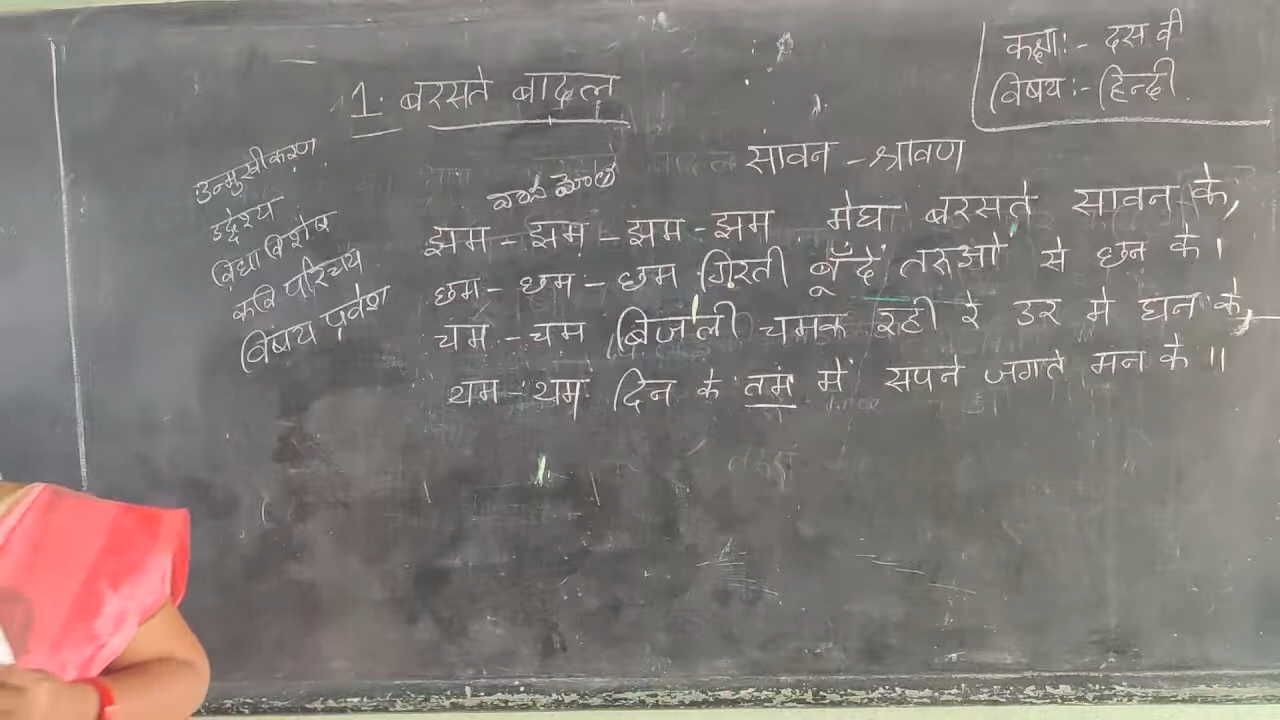 कक्षा:- दस वी
विषय:- हिन्दी.
1. बरसते बादल
सावन - श्रावण
उन्मुखीकरण
उद्देश्य
विधा विशेष
कवि परिचय
विषय प्रवेश
झम - झम - झम - झम मेघ बरसते सावन के,
छम - छम - छम गिरती बूँदें तरुओं से छन के।
चम - चम बिजली चमक रही रे उर में घन के,
थम - थम दिन के तम में सपने जगते मन के॥